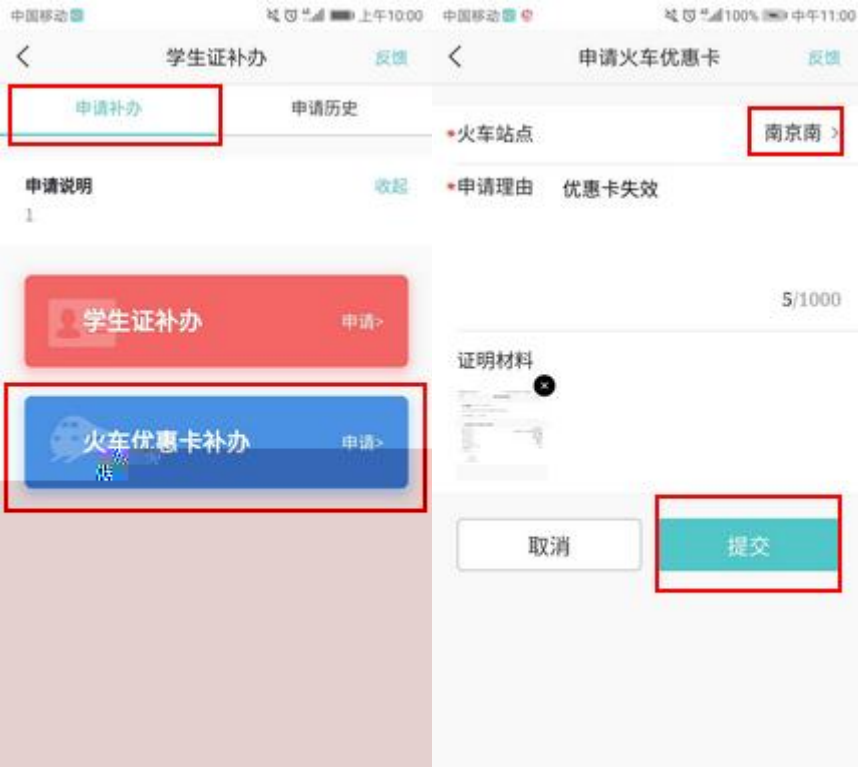 中国移动 上午10:00
学生证补办 反馈
申请补办 申请历史
申请说明 收起
1
学生证补办 申请>
火车优惠卡补办 申请>
中国移动 100% 中午11:00
申请火车优惠卡 反馈
*火车站点 南京南 >
*申请理由 优惠卡失效
5/1000
证明材料
取消 提交